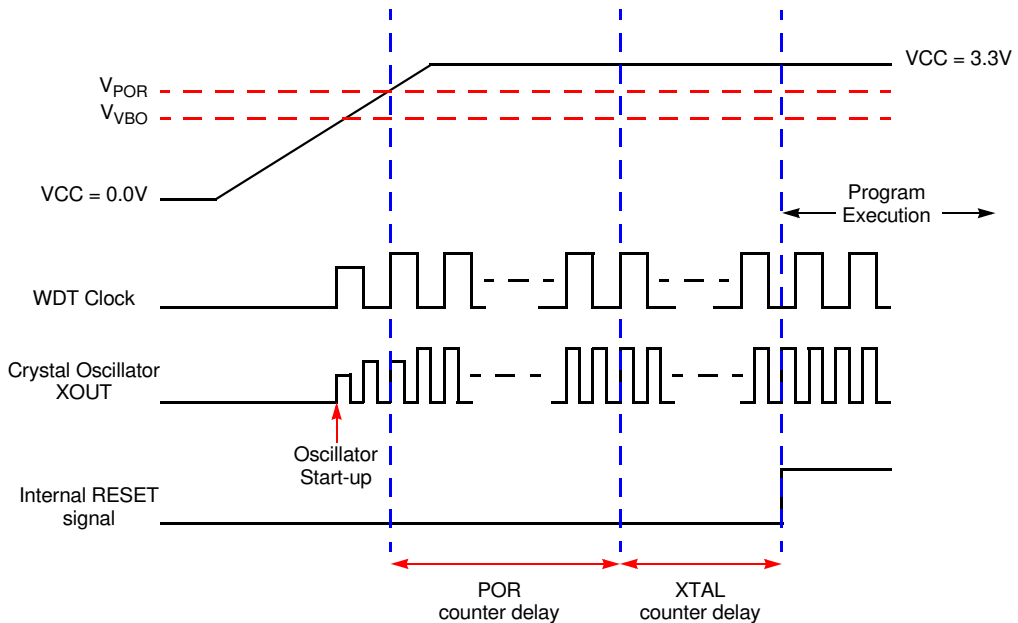 VCC = 3.3V
VPOR
VVBO
VCC = 0.0V
Program
Execution
WDT Clock
Crystal Oscillator
XOUT
Oscillator
Start-up
Internal RESET
signal
POR
counter delay
XTAL
counter delay